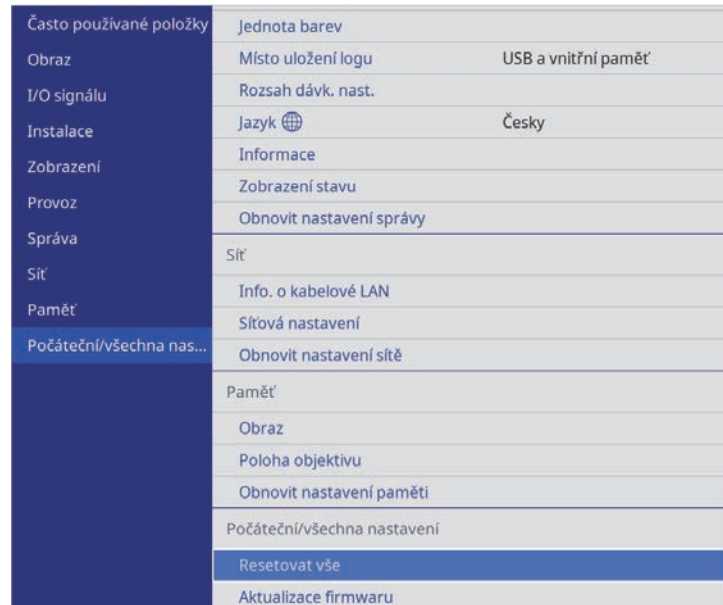 Často používané položky
Obraz
I/O signálu
Instalace
Zobrazení
Provoz
Správa
Síť
Paměť
Počáteční/všechna nas...
Jednota barev
Místo uložení logu USB a vnitřní paměť
Rozsah dávk. nast.
Jazyk Česky
Informace
Zobrazení stavu
Obnovit nastavení správy
Síť
Info. o kabelové LAN
Síťová nastavení
Obnovit nastavení sítě
Paměť
Obraz
Poloha objektivu
Obnovit nastavení paměti
Počáteční/všechna nastavení
Resetovat vše
Aktualizace firmwaru